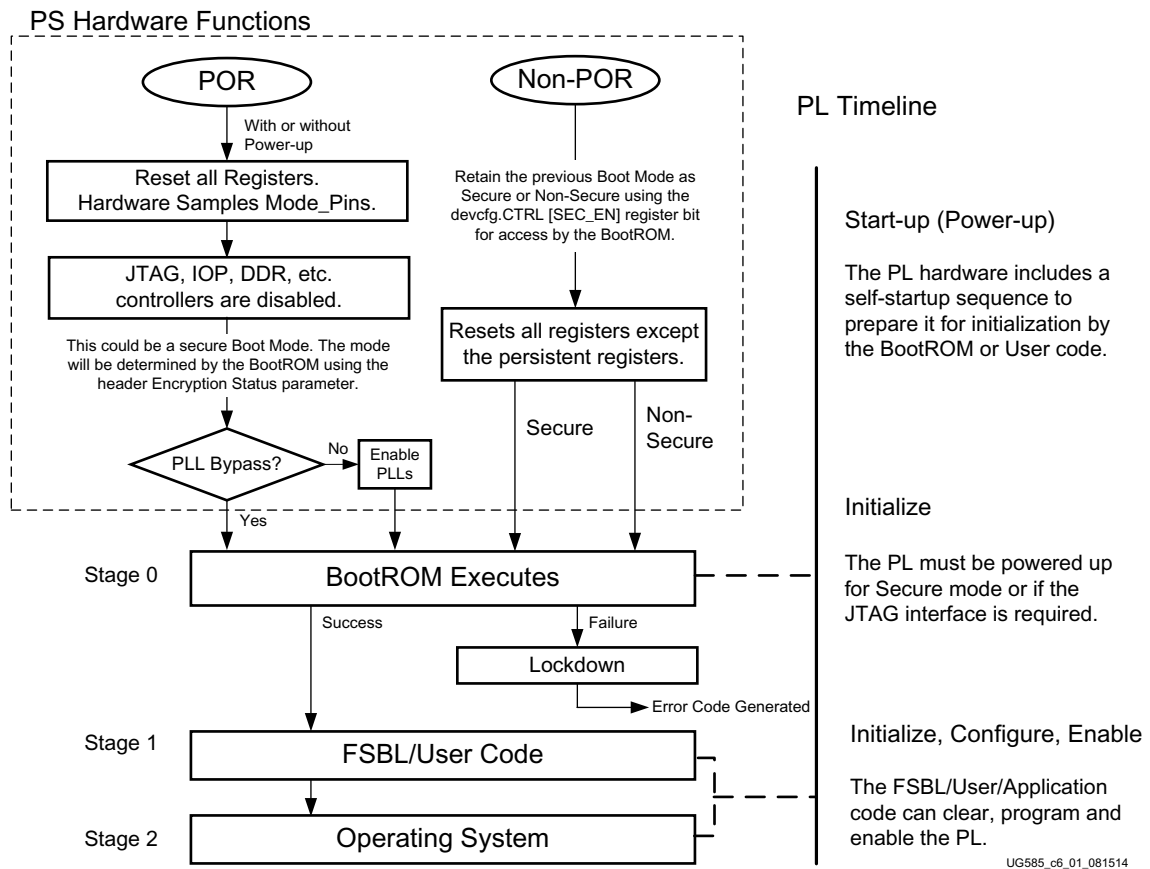 PS Hardware Functions
POR
With or without
Power-up
Reset all Registers.
Hardware Samples Mode_Pins.
JTAG, IOP, DDR, etc.
controllers are disabled.
This could be a secure Boot Mode. The mode
will be determined by the BootROM using the
header Encryption Status parameter.
PLL Bypass?
No
Enable
PLLs
Yes
Non-POR
Retain the previous Boot Mode as
Secure or Non-Secure using the
devcfg.CTRL [SEC_EN] register bit
for access by the BootROM.
Resets all registers except
the persistent registers.
Secure
Non-
Secure
Stage 0
BootROM Executes
Success
Failure
Lockdown
Error Code Generated
Stage 1
FSBL/User Code
Stage 2
Operating System
PL Timeline
Start-up (Power-up)
The PL hardware includes a
self-startup sequence to
prepare it for initialization by
the BootROM or User code.
Initialize
The PL must be powered up
for Secure mode or if the
JTAG interface is required.
Initialize, Configure, Enable
The FSBL/User/Application
code can clear, program and
enable the PL.
UG585_c6_01_081514